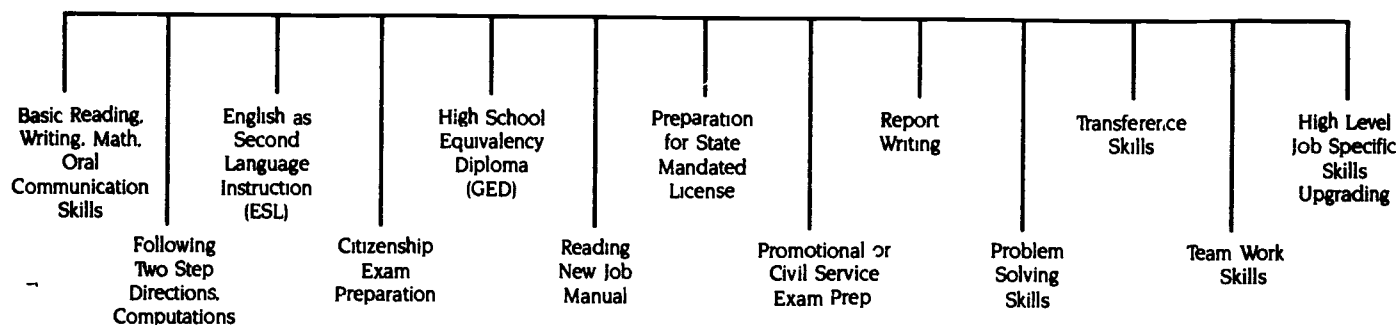 Basic Reading,
Writing, Math,
Oral
Communication
Skills
Following
Two Step
Directions,
Computations
English as
Second
Language
Instruction
(ESL)
Citizenship
Exam
Preparation
High School
Equivalency
Diploma
(GED)
Reading
New Job
Manual
Preparation
for State
Mandated
License
Promotional or
Civil Service
Exam Prep
Report
Writing
Problem
Solving
Skills
Transference
Skills
Team Work
Skills
High Level
Job Specific
Skills
Upgrading